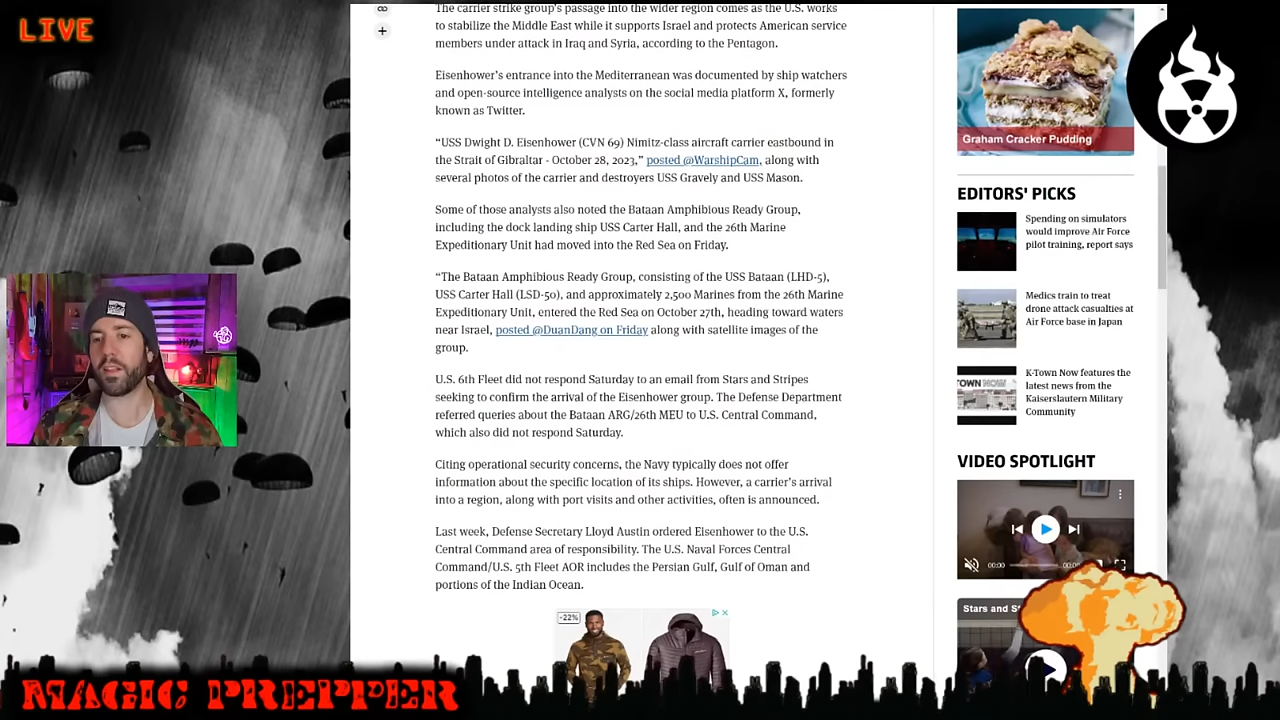 LIVE
The carrier strike group's passage into the wider region comes as the U.S. works
to stabilize the Middle East while it supports Israel and protects American service
members under attack in Iraq and Syria, according to the Pentagon.
Eisenhower's entrance into the Mediterranean was documented by ship watchers
and open-source intelligence analysts on the social media platform X, formerly
known as Twitter.
“USS Dwight D. Eisenhower (CVN 69) Nimitz-class aircraft carrier eastbound in
the Strait of Gibraltar - October 28, 2023,” posted @WarshipCam, along with
several photos of the carrier and destroyers USS Gravely and USS Mason.
Some of those analysts also noted the Bataan Amphibious Ready Group,
including the dock landing ship USS Carter Hall, and the 26th Marine
Expeditionary Unit had moved into the Red Sea on Friday.
“The Bataan Amphibious Ready Group, consisting of the USS Bataan (LHD-5),
USS Carter Hall (LSD-50), and approximately 2,500 Marines from the 26th Marine
Expeditionary Unit, entered the Red Sea on October 27th, heading toward waters
near Israel, posted @DuanDang on Friday along with satellite images of the
group.
U.S. 6th Fleet did not respond Saturday to an email from Stars and Stripes
seeking to confirm the arrival of the Eisenhower group. The Defense Department
referred queries about the Bataan ARG/26th MEU to U.S. Central Command,
which also did not respond Saturday.
Citing operational security concerns, the Navy typically does not offer
information about the specific location of its ships. However, a carrier's arrival
into a region, along with port visits and other activities, often is announced.
Last week, Defense Secretary Lloyd Austin ordered Eisenhower to the U.S.
Central Command area of responsibility. The U.S. Naval Forces Central
Command/U.S. 5th Fleet AOR includes the Persian Gulf, Gulf of Oman and
portions of the Indian Ocean.
-22%
Graham Cracker Pudding
EDITORS' PICKS
Spending on simulators
would improve Air Force
pilot training, report says
Medics train to treat
drone attack casualties at
Air Force base in Japan
TOWN NOW
K-Town Now features the
latest news from the
Kaiserslautern Military
Community
VIDEO SPOTLIGHT
00:00
00:00
Stars and St
MAGIC PREPPER